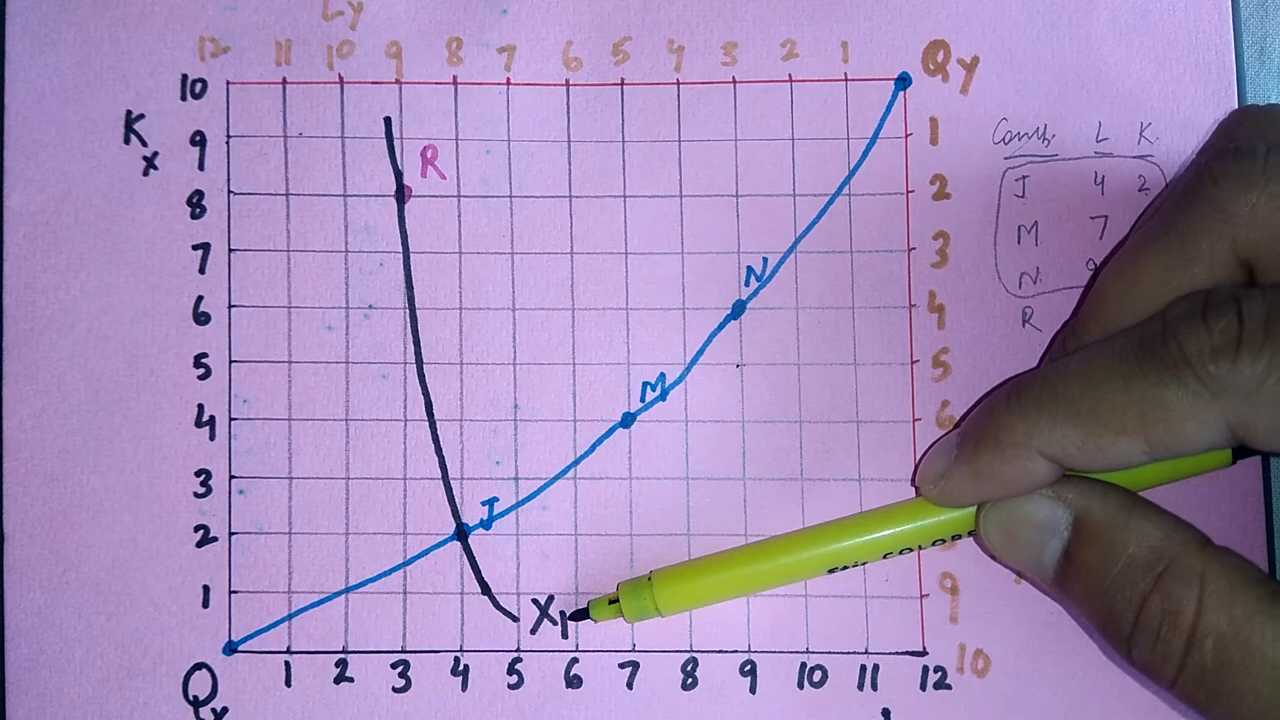 Ly
12 11 10 9 8 7 6 5 4 3 2 1 Qy
10
Kx
9 1
R
8 2
7 3
6 4
N
5 5
M
4 6
3
J
2
1 9
X1
10
Qx 1 2 3 4 5 6 7 8 9 10 11 12
Comb. L K
J 4 2
M 7
N 9
R
COLORS